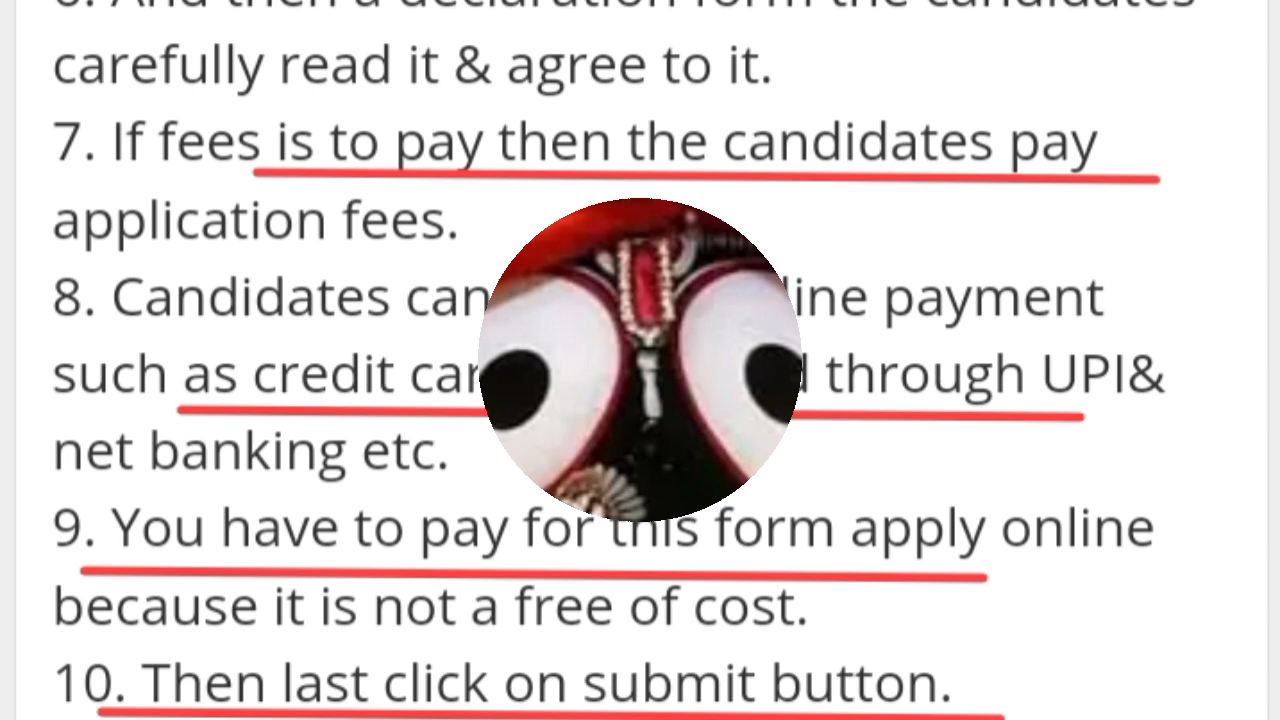 carefully read it & agree to it.
7. If fees is to pay then the candidates pay
application fees.
8. Candidates can payment
such as credit through UPI&
net banking etc.
9. You have to pay for this form apply online
because it is not a free of cost.
10. Then last click on submit button.